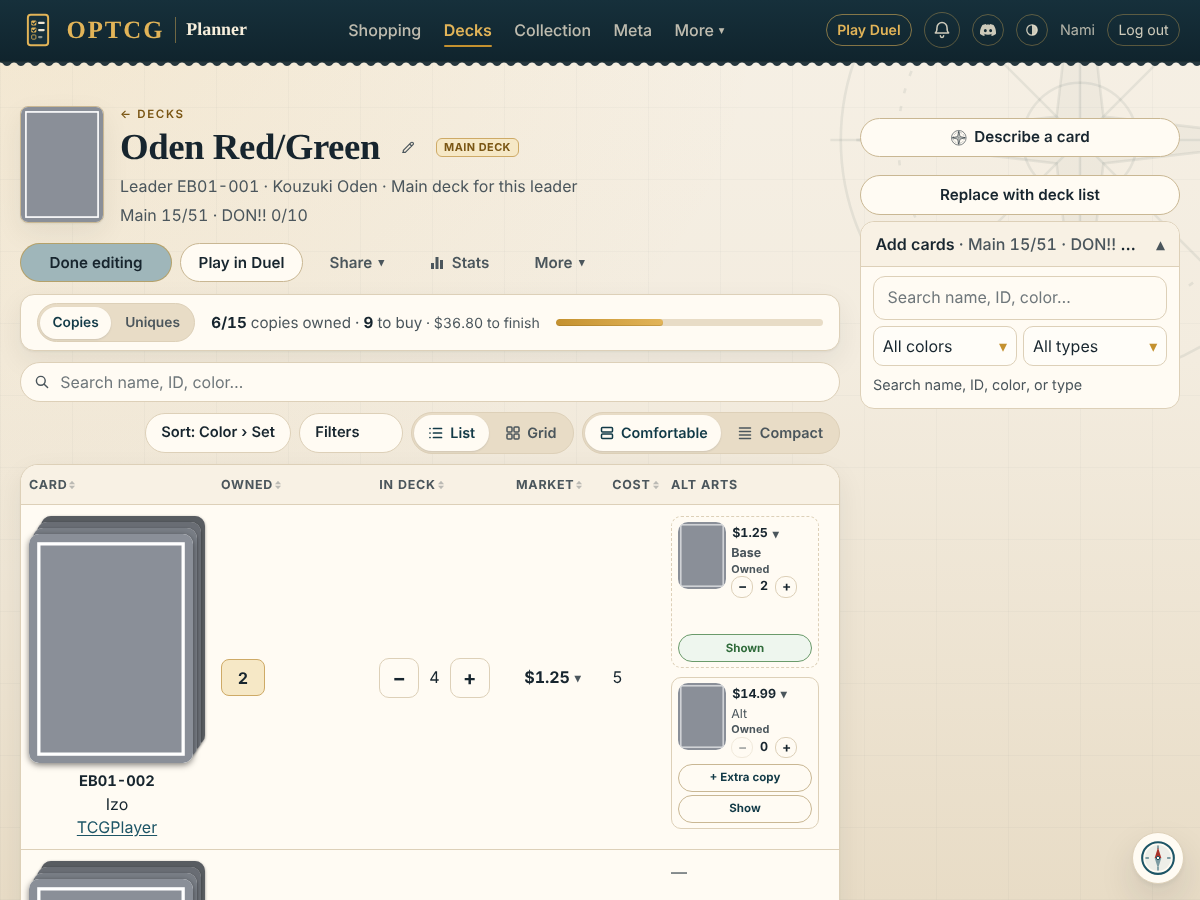 OPTCG Planner
Shopping Decks Collection Meta More ▾
Play Duel Nami Log out
← DECKS
Oden Red/Green MAIN DECK
Leader EB01-001 · Kouzuki Oden · Main deck for this leader
Main 15/51 · DON!! 0/10
Done editing Play in Duel Share ▾ Stats More ▾
Copies Uniques 6/15 copies owned · 9 to buy · $36.80 to finish
Search name, ID, color…
Sort: Color › Set Filters List Grid Comfortable Compact
CARD OWNED IN DECK MARKET COST ALT ARTS
2 − 4 + $1.25 ▾ 5
EB01-002
Izo
TCGPlayer
$1.25 ▾
Base
Owned
− 2 +
Shown
$14.99 ▾
Alt
Owned
− 0 +
+ Extra copy
Show
—
Describe a card
Replace with deck list
Add cards · Main 15/51 · DON!! … ▲
Search name, ID, color…
All colors ▾ All types ▾
Search name, ID, color, or type